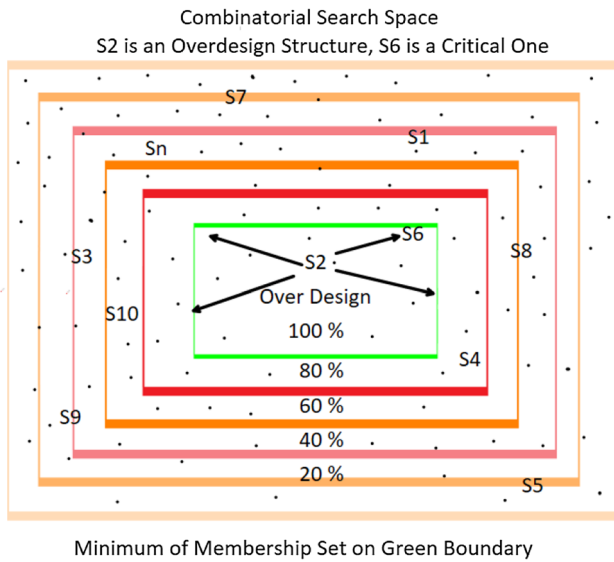 Combinatorial Search Space
S2 is an Overdesign Structure, S6 is a Critical One
S7
S1
Sn
S6
S8
S3
S2
Over Design
S10
100 %
S4
80 %
60 %
S9
40 %
20 %
S5
Minimum of Membership Set on Green Boundary